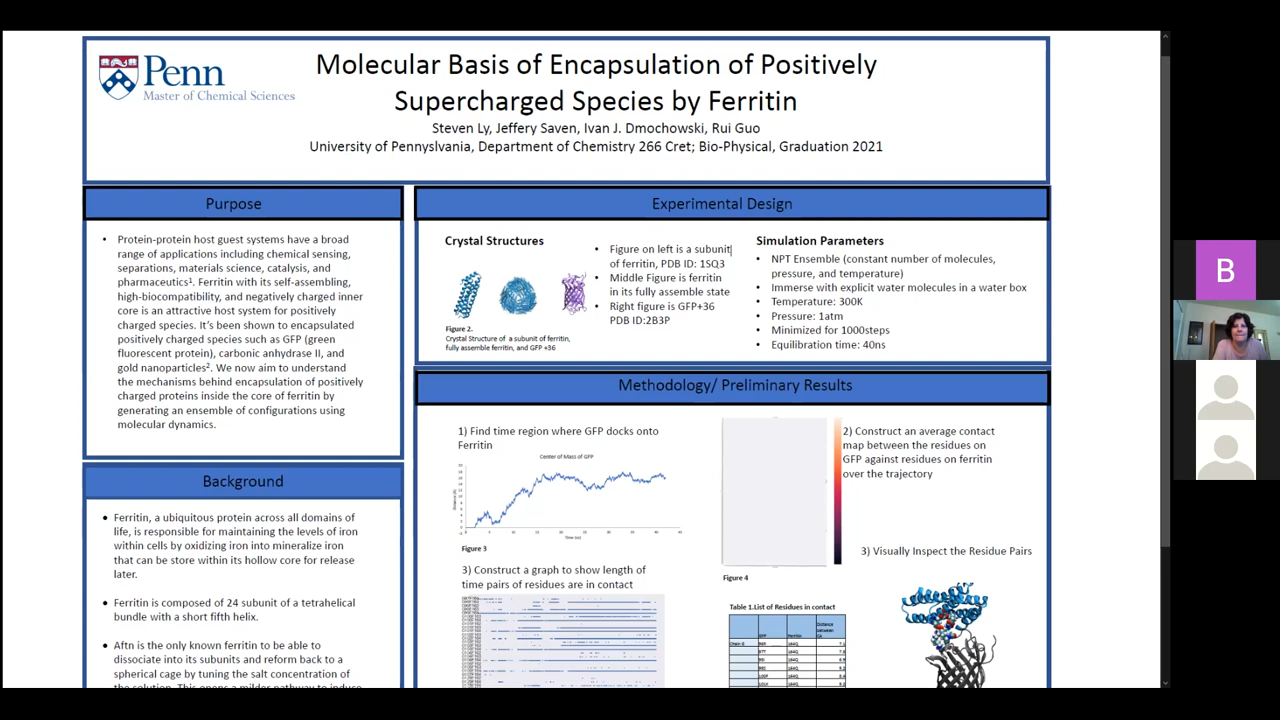 Penn
Master of Chemical Sciences
Molecular Basis of Encapsulation of Positively
Supercharged Species by Ferritin
Steven Ly, Jeffery Saven, Ivan J. Dmochowski, Rui Guo
University of Pennyslvania, Department of Chemistry 266 Cret; Bio-Physical, Graduation 2021
Purpose
• Protein-protein host guest systems have a broad
range of applications including chemical sensing,
separations, materials science, catalysis, and
pharmaceutics1. Ferritin with its self-assembling,
high-biocompatibility, and negatively charged inner
core is an attractive host system for positively
charged species. It's been shown to encapsulated
positively charged species such as GFP (green
fluorescent protein), carbonic anhydrase II, and
gold nanoparticles2. We now aim to understand
the mechanisms behind encapsulation of positively
charged proteins inside the core of ferritin by
generating an ensemble of configurations using
molecular dynamics.
Background
• Ferritin, a ubiquitous protein across all domains of
life, is responsible for maintaining the levels of iron
within cells by oxidizing iron into mineralize iron
that can be store within its hollow core for release
later.
• Ferritin is composed of 24 subunit of a tetrahelical
bundle with a short fifth helix.
• Aftn is the only known ferritin to be able to
dissociate into its subunits and reform back to a
spherical cage by tuning the salt concentration of
the solution. This opens a milder pathway to induce
Experimental Design
Crystal Structures
Figure 2.
Crystal Structure of a subunit of ferritin,
fully assemble ferritin, and GFP +36
• Figure on left is a subunit
of ferritin, PDB ID: 1SQ3
• Middle Figure is ferritin
in its fully assemble state
• Right figure is GFP+36
PDB ID:2B3P
Simulation Parameters
• NPT Ensemble (constant number of molecules,
pressure, and temperature)
• Immerse with explicit water molecules in a water box
• Temperature: 300K
• Pressure: 1atm
• Minimized for 1000steps
• Equilibration time: 40ns
Methodology/ Preliminary Results
1) Find time region where GFP docks onto
Ferritin
Center of Mass of GFP
Figure 3
3) Construct a graph to show length of
time pairs of residues are in contact
Figure 4
2) Construct an average contact
map between the residues on
GFP against residues on ferritin
over the trajectory
3) Visually Inspect the Residue Pairs
Table 1.List of Residues in contact
GFP Ferritin Distance
between
B